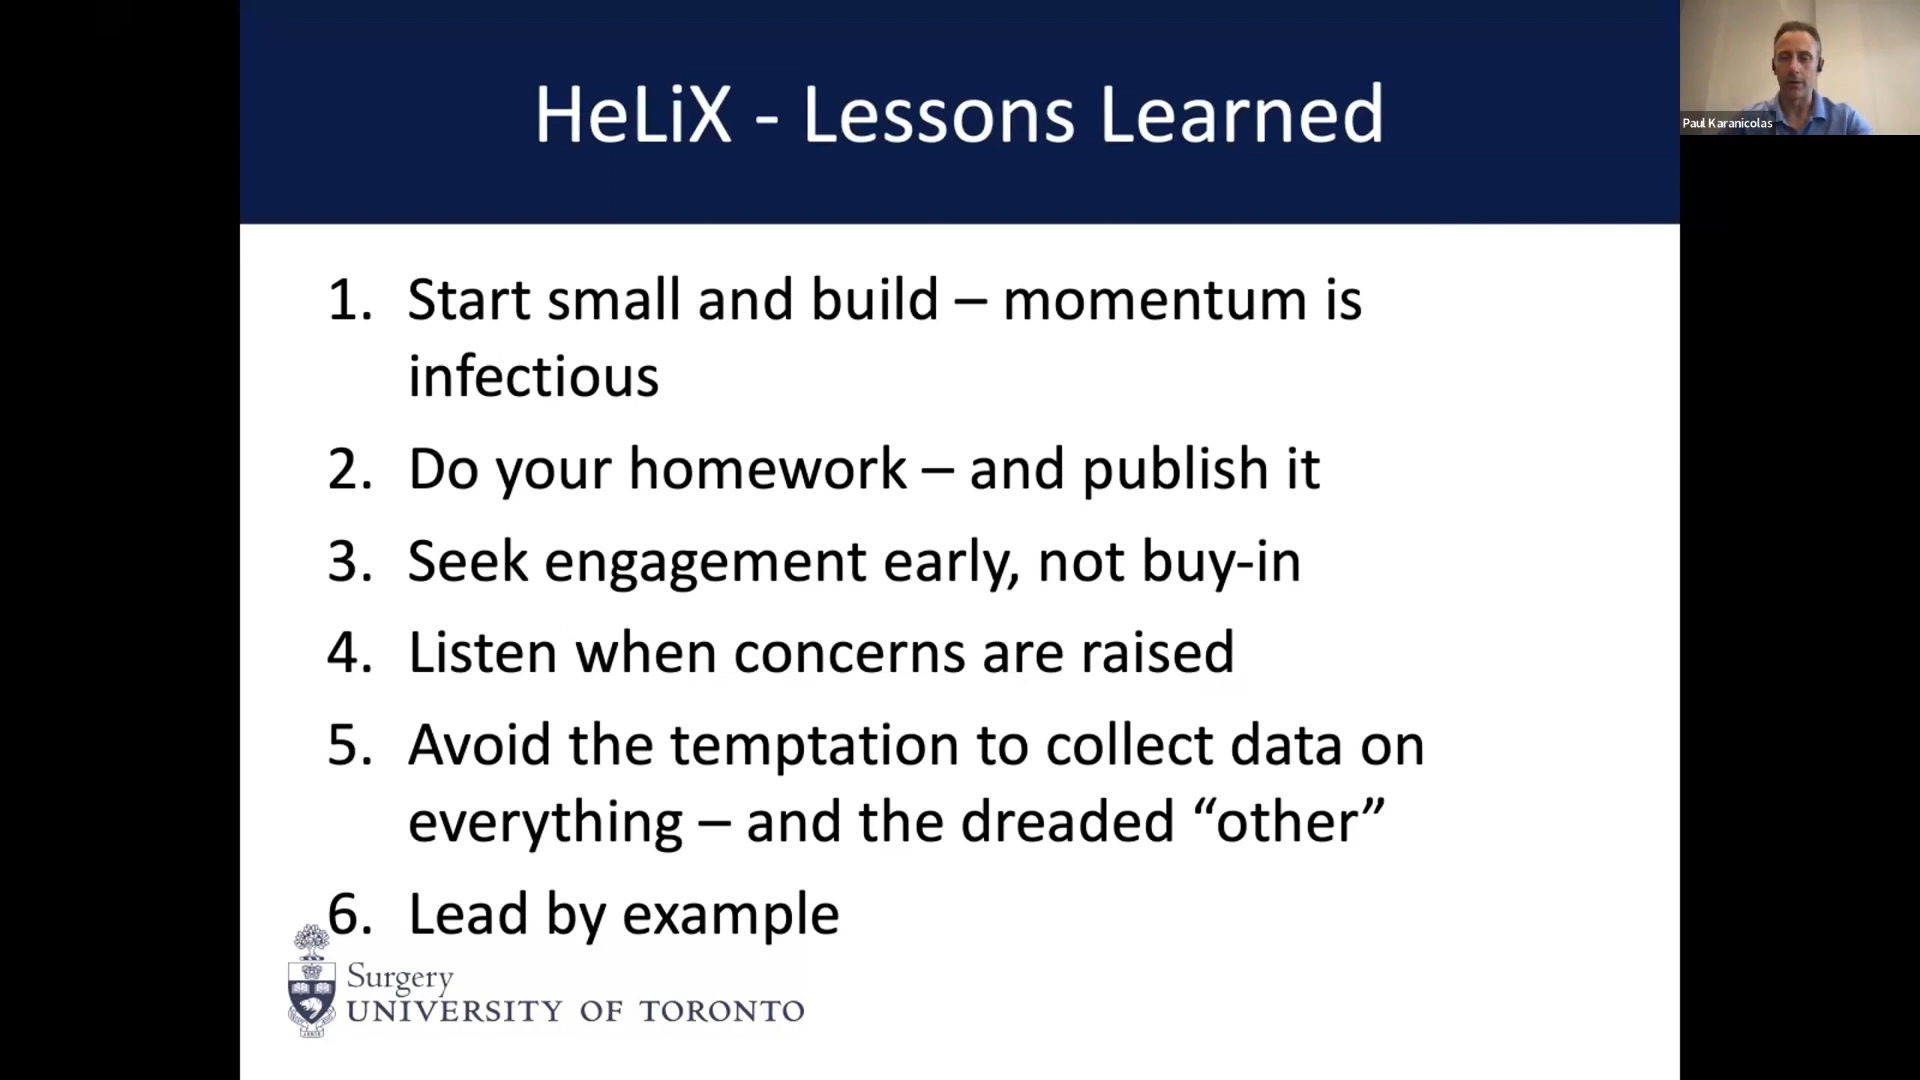 HeLiX - Lessons Learned
Paul Karanicolas
1. Start small and build – momentum is
infectious
2. Do your homework – and publish it
3. Seek engagement early, not buy-in
4. Listen when concerns are raised
5. Avoid the temptation to collect data on
everything – and the dreaded “other”
6. Lead by example
Surgery
UNIVERSITY OF TORONTO